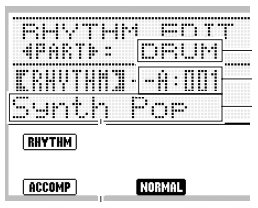 RHYTHM EDIT
◀PART▶: DRUM
【RHYTHM】·-A:001
Synth Pop
RHYTHM
ACCOMP NORMAL